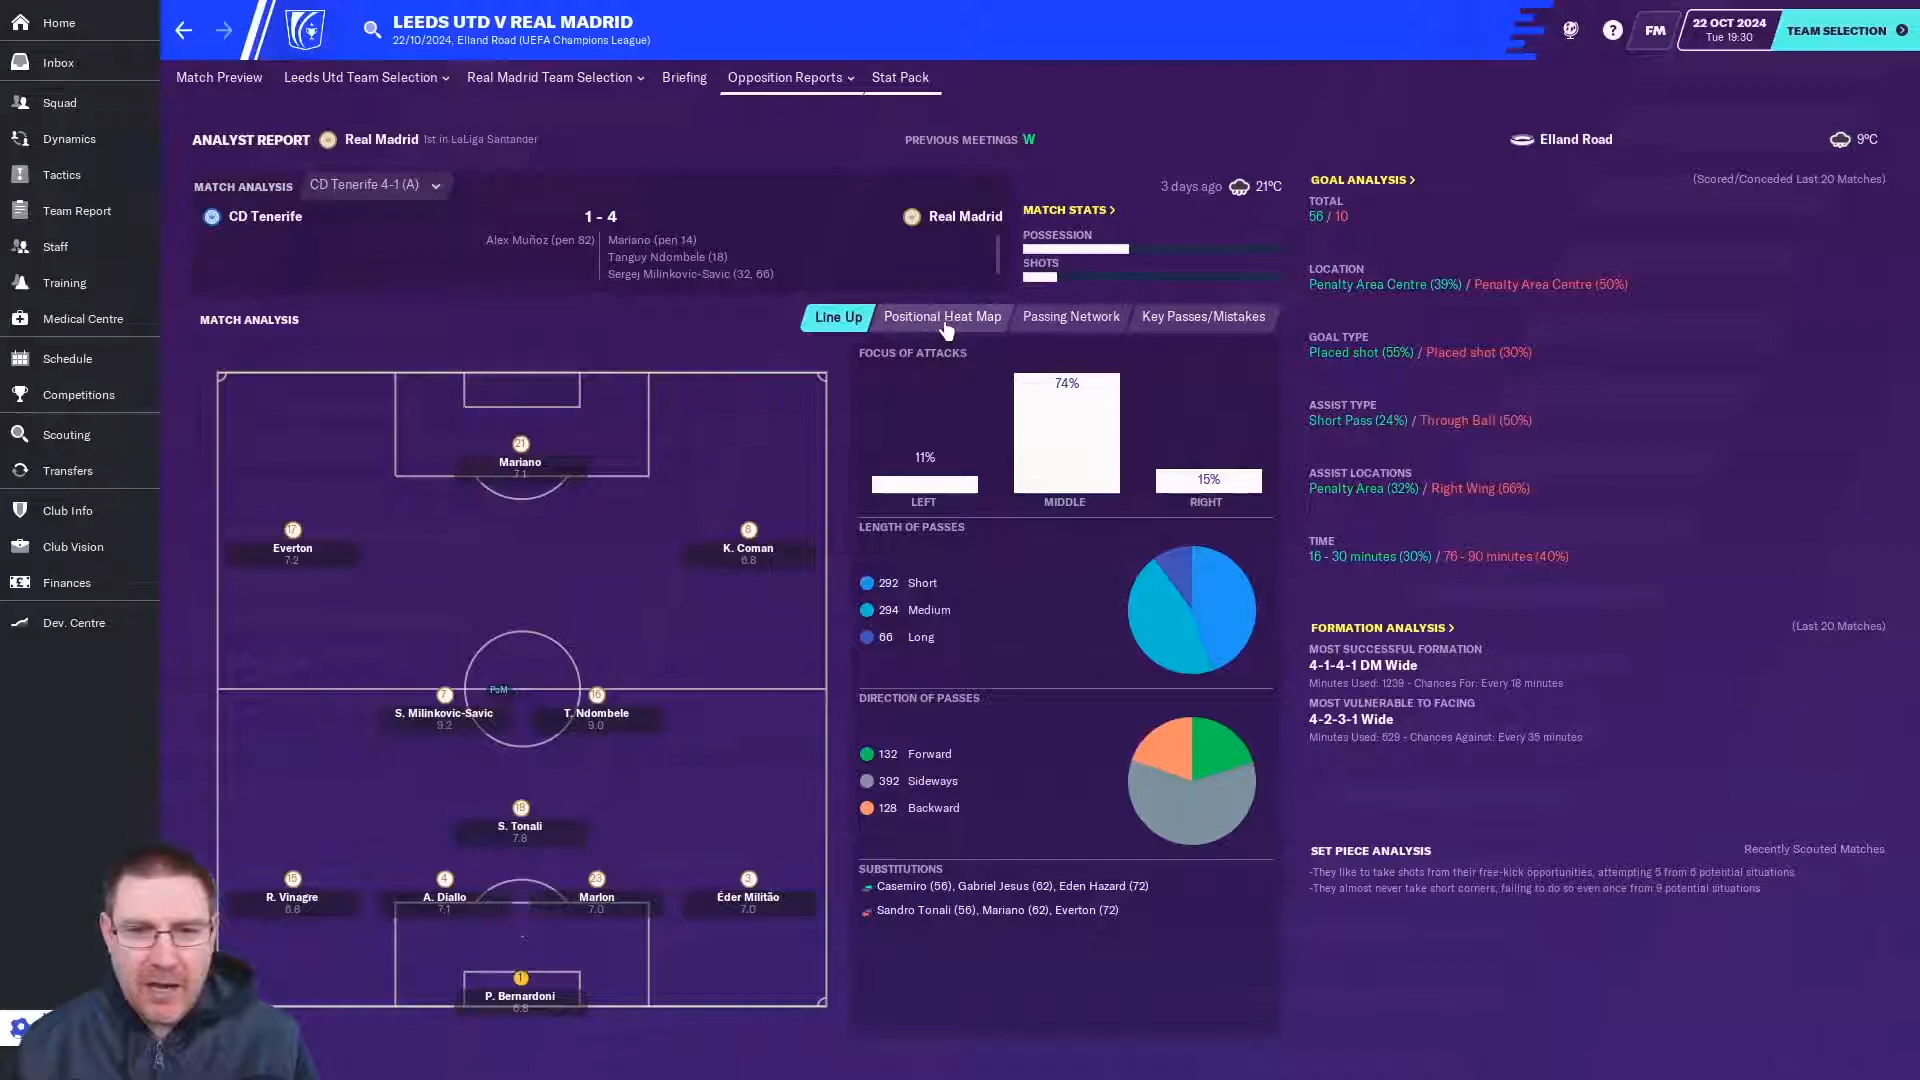 Home
Inbox
Squad
Dynamics
Tactics
Team Report
Staff
Training
Medical Centre
Schedule
Competitions
Scouting
Transfers
Club Info
Club Vision
Finances
Dev. Centre
LEEDS UTD V REAL MADRID
22/10/2024, Elland Road (UEFA Champions League)
? FM
22 OCT 2024
Tue 19:30
TEAM SELECTION
Match Preview Leeds Utd Team Selection Real Madrid Team Selection Briefing Opposition Reports Stat Pack
ANALYST REPORT Real Madrid 1st in LaLiga Santander
PREVIOUS MEETINGS W
Elland Road 9°C
MATCH ANALYSIS CD Tenerife 4-1 (A)
3 days ago 21°C
CD Tenerife 1 - 4 Real Madrid
Alex Muñoz (pen 82)
Mariano (pen 14)
Tanguy Ndombele (18)
Sergej Milinkovic-Savic (32, 66)
MATCH STATS >
POSSESSION
SHOTS
MATCH ANALYSIS
Line Up Positional Heat Map Passing Network Key Passes/Mistakes
21
Mariano
7.1
17
Everton
7.2
8
K. Coman
6.8
PoM
7
S. Milinkovic-Savic
9.2
16
T. Ndombele
9.0
18
S. Tonali
7.8
15
R. Vinagre
6.8
4
A. Diallo
7.1
23
Marlon
7.0
3
Éder Militão
7.0
1
P. Bernardoni
6.8
FOCUS OF ATTACKS
11% 74% 15%
LEFT MIDDLE RIGHT
LENGTH OF PASSES
292 Short
294 Medium
66 Long
DIRECTION OF PASSES
132 Forward
392 Sideways
128 Backward
SUBSTITUTIONS
Casemiro (56), Gabriel Jesus (62), Eden Hazard (72)
Sandro Tonali (56), Mariano (62), Everton (72)
GOAL ANALYSIS > (Scored/Conceded Last 20 Matches)
TOTAL
56 / 10
LOCATION
Penalty Area Centre (39%) / Penalty Area Centre (50%)
GOAL TYPE
Placed shot (55%) / Placed shot (30%)
ASSIST TYPE
Short Pass (24%) / Through Ball (50%)
ASSIST LOCATIONS
Penalty Area (32%) / Right Wing (66%)
TIME
16 - 30 minutes (30%) / 76 - 90 minutes (40%)
FORMATION ANALYSIS > (Last 20 Matches)
MOST SUCCESSFUL FORMATION
4-1-4-1 DM Wide
Minutes Used: 1239 - Chances For: Every 18 minutes
MOST VULNERABLE TO FACING
4-2-3-1 Wide
Minutes Used: 629 - Chances Against: Every 35 minutes
SET PIECE ANALYSIS Recently Scouted Matches
-They like to take shots from their free-kick opportunities, attempting 5 from 6 potential situations.
-They almost never take short corners, failing to do so even once from 9 potential situations